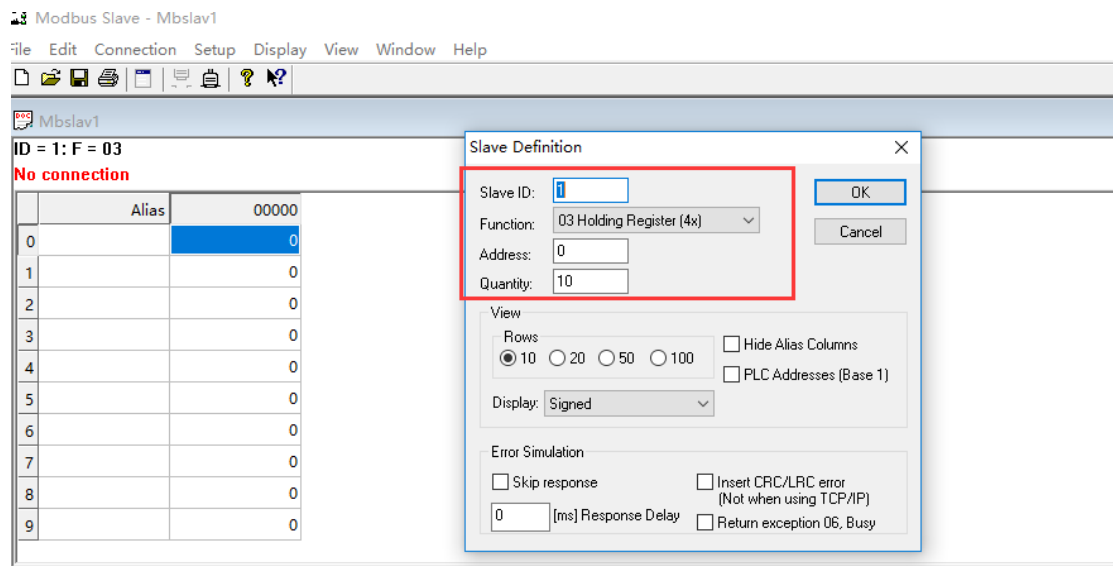 Modbus Slave - Mbslav1
File Edit Connection Setup Display View Window Help
Mbslav1
ID = 1: F = 03
No connection
Alias 00000
0 0
1 0
2 0
3 0
4 0
5 0
6 0
7 0
8 0
9 0
Slave Definition
Slave ID: 1
OK
Function: 03 Holding Register (4x)
Cancel
Address: 0
Quantity: 10
View
Rows
10 20 50 100
Hide Alias Columns
PLC Addresses (Base 1)
Display: Signed
Error Simulation
Skip response
Insert CRC/LRC error
(Not when using TCP/IP)
0 [ms] Response Delay
Return exception 06, Busy